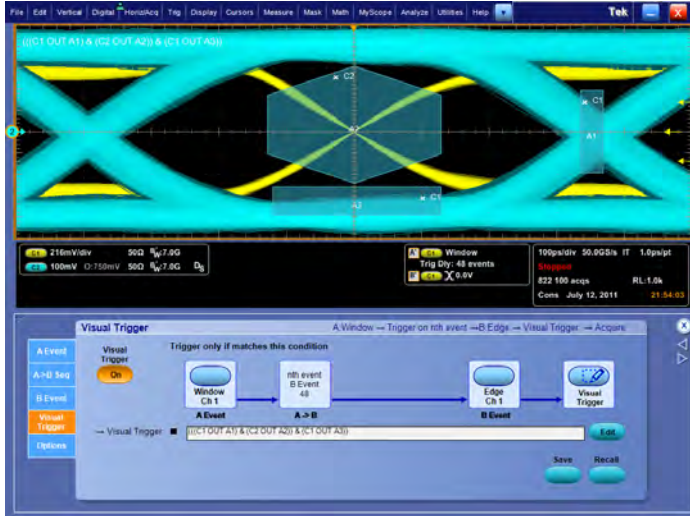 File Edit Vertical Digital Horiz/Acq Trig Display Cursors Measure Mask Math MyScope Analyze Utilities Help Tek X
(((C1 OUT A1) & (C2 OUT A2)) & (C1 OUT A3))
C2
C1
2
A2
A1
C1
A3
C1 216mV/div 50Ω BW:7.0G
C2 100mV O:750mV 50Ω BW:7.0G
A' C1 Window
Trig Dly: 48 events
B' C1 0.0V
100ps/div 50.0GS/s IT 1.0ps/pt
Stopped
822 100 acqs RL:1.0k
Cons July 12, 2011 21:54:03
Visual Trigger
A:Window → Trigger on nth event →B:Edge → Visual Trigger → Acquire
X
A Event
A->B Seq
B Event
Visual
Trigger
Options
Visual
Trigger
On
Trigger only if matches this condition
Window
Ch 1
A Event
nth event
B Event
48
A -> B
Edge
Ch 1
B Event
Visual
Trigger
→ Visual Trigger
(((C1 OUT A1) & (C2 OUT A2)) & (C1 OUT A3))
Edit
Save Recall